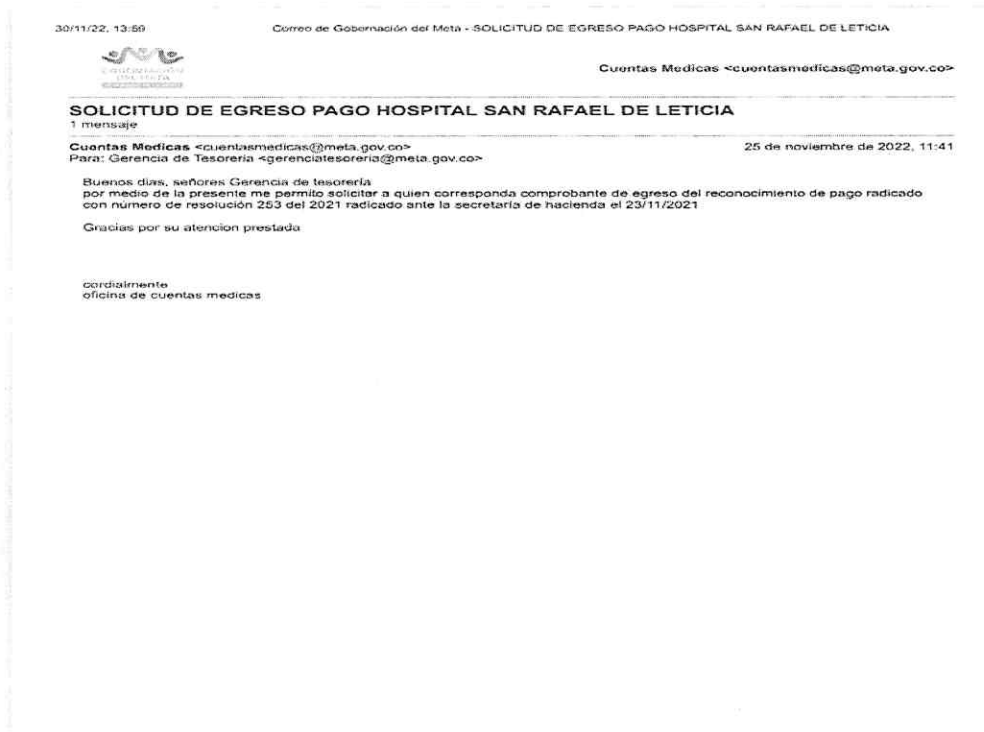 30/11/22, 13:59 Correo de Gobernación del Meta - SOLICITUD DE EGRESO PAGO HOSPITAL SAN RAFAEL DE LETICIA
GOBERNACIÓN
DEL META
Cuentas Medicas <cuentasmedicas@meta.gov.co>
SOLICITUD DE EGRESO PAGO HOSPITAL SAN RAFAEL DE LETICIA
1 mensaje
Cuentas Medicas <cuentasmedicas@meta.gov.co> 25 de noviembre de 2022, 11:41
Para: Gerencia de Tesoreria <gerenciatesoreria@meta.gov.co>
Buenos dias, señores Gerencia de tesorería
por medio de la presente me permito solicitar a quien corresponda comprobante de egreso del reconocimiento de pago radicado
con número de resolución 253 del 2021 radicado ante la secretaría de hacienda el 23/11/2021
Gracias por su atencion prestada
cordialmente
oficina de cuentas medicas